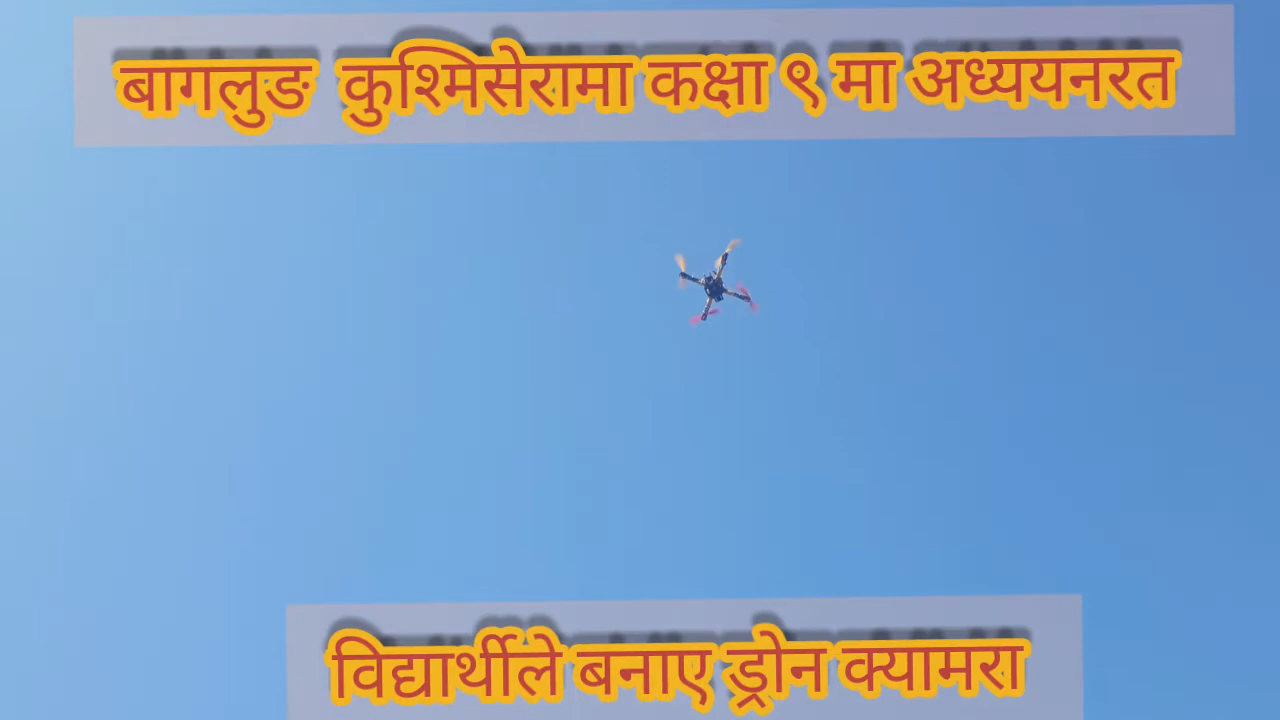 बागलुङ कुश्मिसेरामा कक्षा ९ मा अध्ययनरत
विद्यार्थीले बनाए ड्रोन क्यामरा